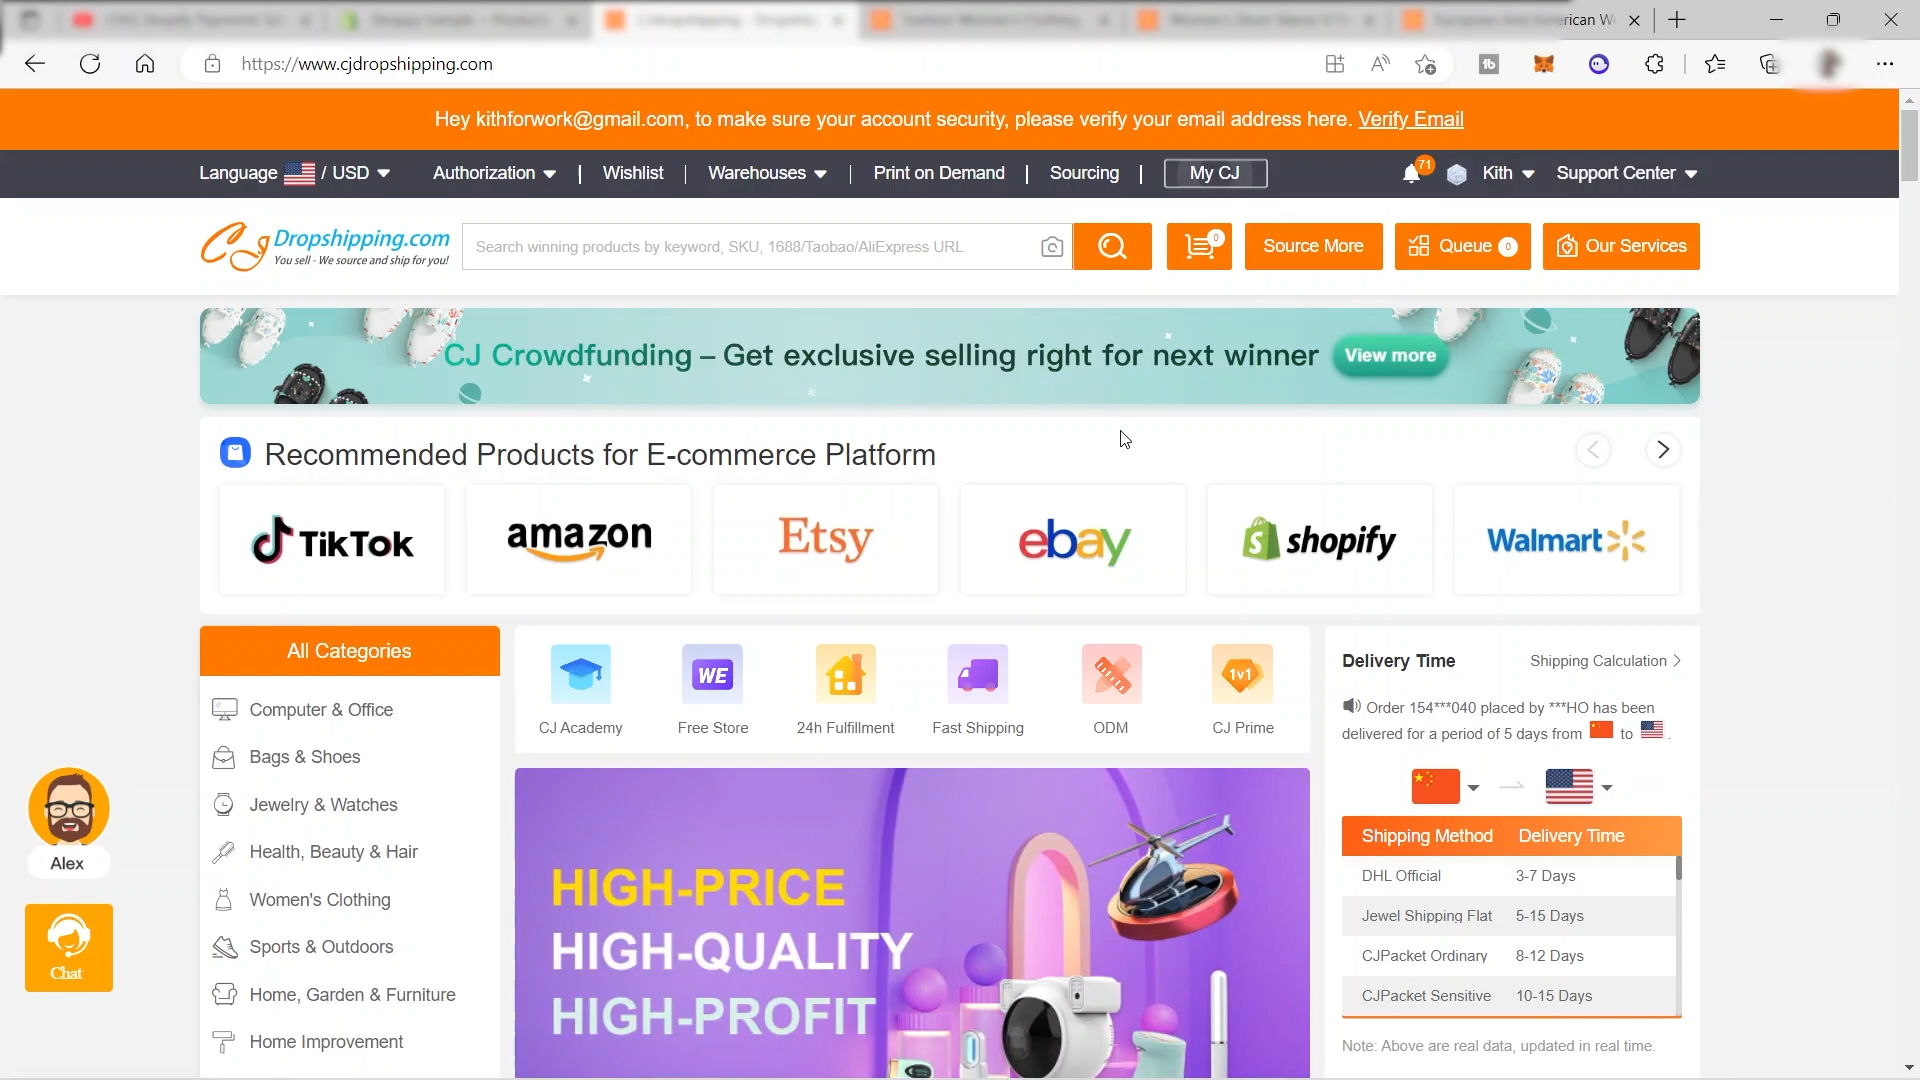 rican W
https://www.cjdropshipping.com
Hey kithforwork@gmail.com, to make sure your account security, please verify your email address here. Verify Email
Language / USD Authorization Wishlist Warehouses Print on Demand Sourcing My CJ 71 Kith Support Center
CJ Dropshipping.com
You sell - We source and ship for you!
Search winning products by keyword, SKU, 1688/Taobao/AliExpress URL
0
Source More
Queue 0
Our Services
CJ Crowdfunding – Get exclusive selling right for next winner View more
Recommended Products for E-commerce Platform
TikTok amazon Etsy ebay shopify Walmart
All Categories
Computer & Office
Bags & Shoes
Jewelry & Watches
Health, Beauty & Hair
Women's Clothing
Sports & Outdoors
Home, Garden & Furniture
Home Improvement
WE
1v1
CJ Academy Free Store 24h Fulfillment Fast Shipping ODM CJ Prime
HIGH-PRICE
HIGH-QUALITY
HIGH-PROFIT
Delivery Time Shipping Calculation >
Order 154***040 placed by ***HO has been
delivered for a period of 5 days from to .
Shipping Method Delivery Time
DHL Official 3-7 Days
Jewel Shipping Flat 5-15 Days
CJPacket Ordinary 8-12 Days
CJPacket Sensitive 10-15 Days
Note: Above are real data, updated in real time.
Alex
Chat